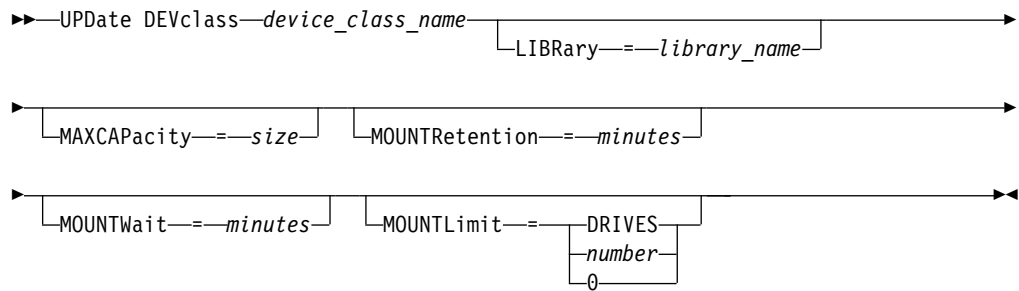 UPDate DEVclass device_class_name
LIBRary = library_name
MAXCAPacity = size MOUNTRetention = minutes
MOUNTWait = minutes MOUNTLimit = DRIVES
number
0